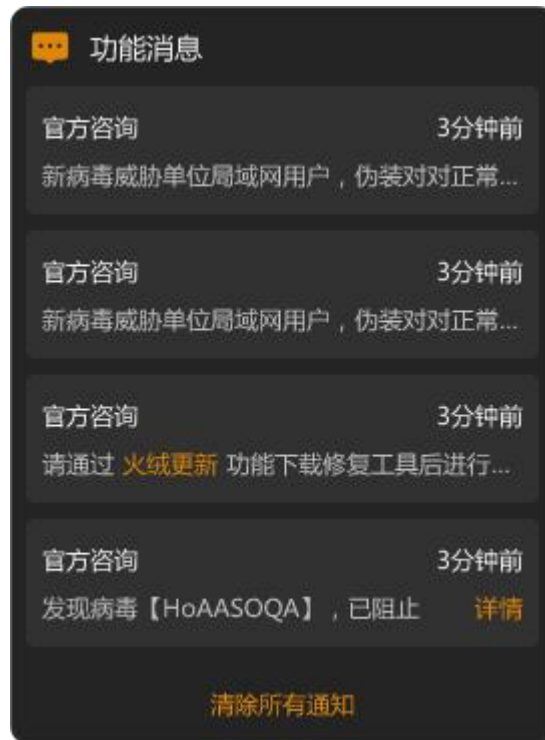 功能消息
官方咨询 3分钟前
新病毒威胁单位局域网用户，伪装对对正常...
官方咨询 3分钟前
新病毒威胁单位局域网用户，伪装对对正常...
官方咨询 3分钟前
请通过 火绒更新 功能下载修复工具后进行...
官方咨询 3分钟前
发现病毒【HoAASOQA】，已阻止 详情
清除所有通知